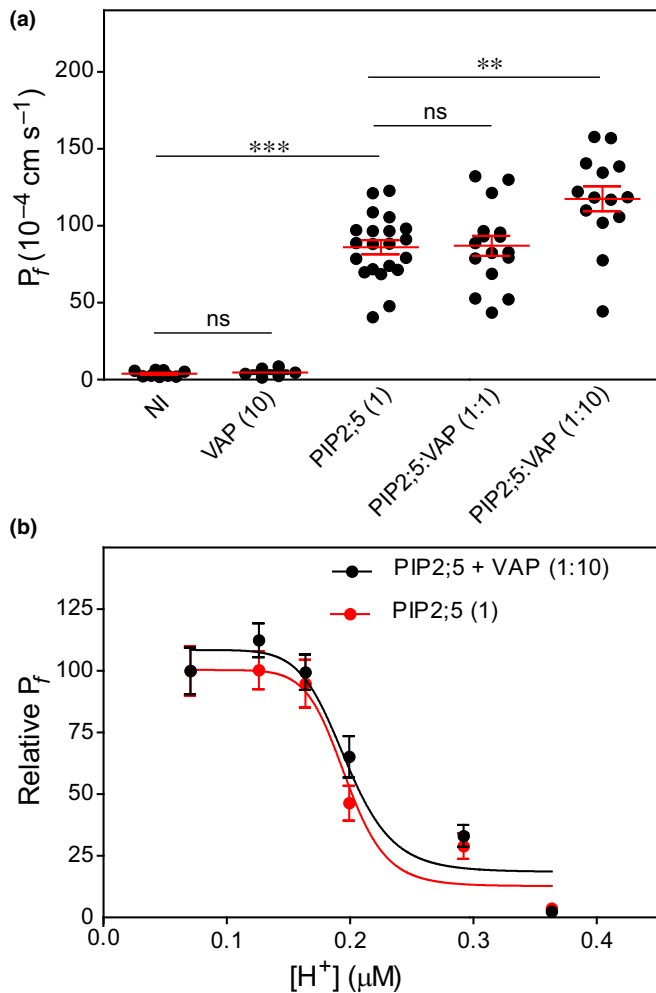 (a)
P_f (10⁻⁴ cm s⁻¹)
200
150
100
50
0
**
ns
***
ns
NI
VAP (10)
PIP2;5 (1)
PIP2;5:VAP (1:1)
PIP2;5:VAP (1:10)
(b)
PIP2;5 + VAP (1:10)
PIP2;5 (1)
Relative P_f
125
100
75
50
25
0
0.0
0.1
0.2
0.3
0.4
[H⁺] (μM)